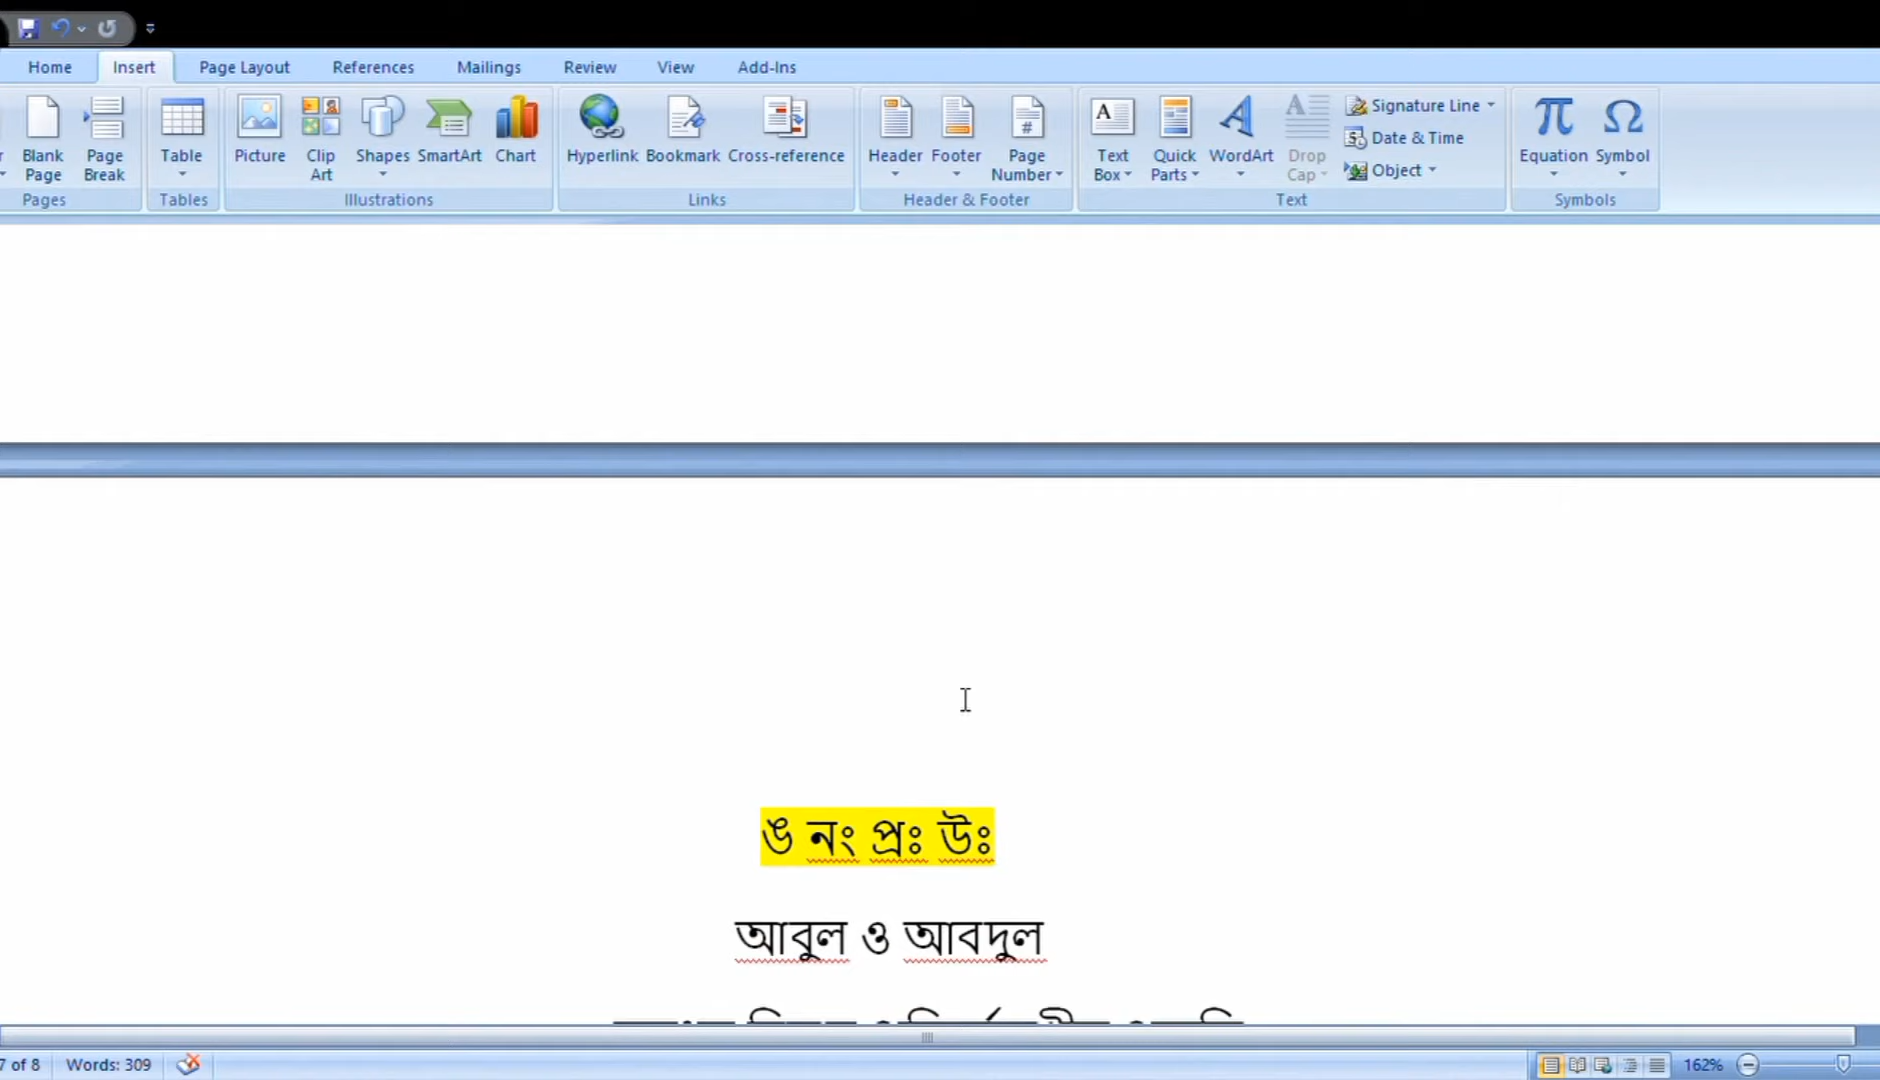 Home Insert Page Layout References Mailings Review View Add-Ins
Blank Page
Page Break
Pages
Table
Tables
Picture
Clip Art
Shapes
SmartArt
Chart
Illustrations
Hyperlink
Bookmark
Cross-reference
Links
Header
Footer
Page Number
Header & Footer
Text Box
Quick Parts
WordArt
Drop Cap
Signature Line
Date & Time
Object
Text
Equation
Symbol
Symbols
ঙ নং প্রঃ উঃ
আবুল ও আবদুল
7 of 8 Words: 309 162%